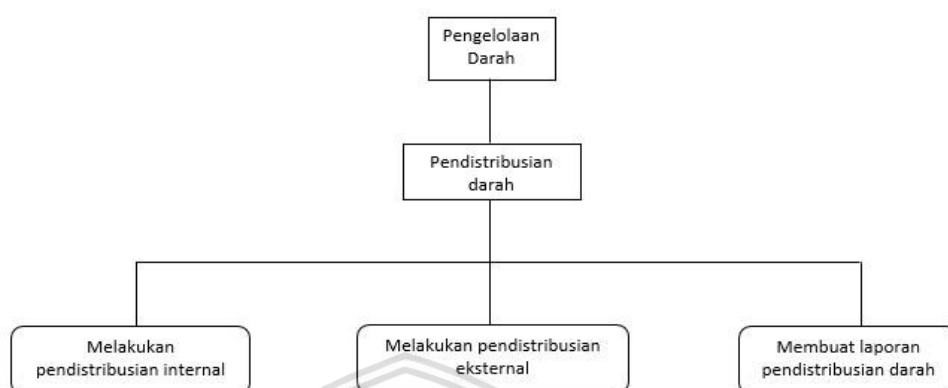 Pengelolaan
Darah
Pendistribusian
darah
Melakukan
pendistribusian internal
Melakukan pendistribusian
eksternal
Membuat laporan
pendistribusian darah